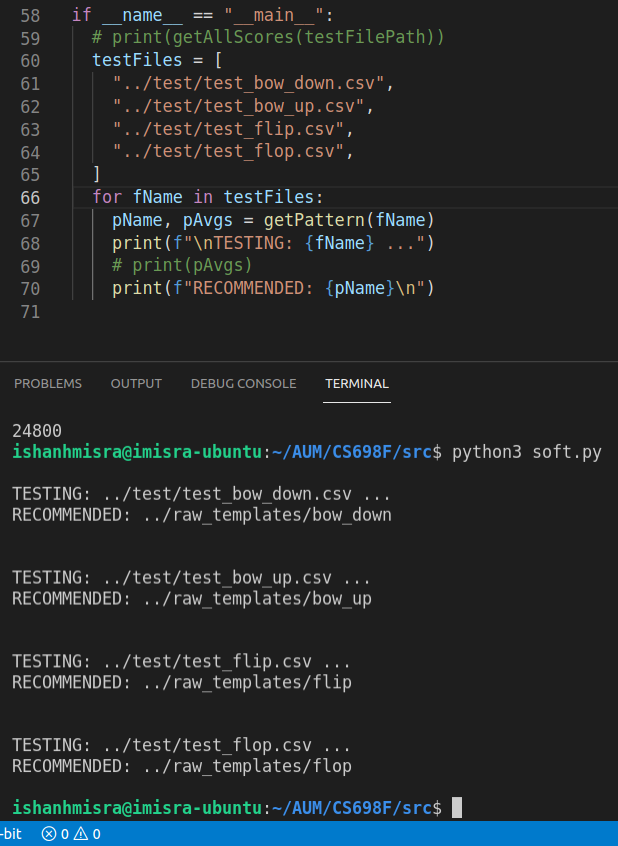 58 if __name__ == "__main__":
59 # print(getAllScores(testFilePath))
60 testFiles = [
61 "../test/test_bow_down.csv",
62 "../test/test_bow_up.csv",
63 "../test/test_flip.csv",
64 "../test/test_flop.csv",
65 ]
66 for fName in testFiles:
67 pName, pAvgs = getPattern(fName)
68 print(f"\nTESTING: {fName} ...")
69 # print(pAvgs)
70 print(f"RECOMMENDED: {pName}\n")
71
PROBLEMS OUTPUT DEBUG CONSOLE TERMINAL
24800
ishanhmisra@imisra-ubuntu:~/AUM/CS698F/src$ python3 soft.py
TESTING: ../test/test_bow_down.csv ...
RECOMMENDED: ../raw_templates/bow_down
TESTING: ../test/test_bow_up.csv ...
RECOMMENDED: ../raw_templates/bow_up
TESTING: ../test/test_flip.csv ...
RECOMMENDED: ../raw_templates/flip
TESTING: ../test/test_flop.csv ...
RECOMMENDED: ../raw_templates/flop
ishanhmisra@imisra-ubuntu:~/AUM/CS698F/src$
-bit 0 0